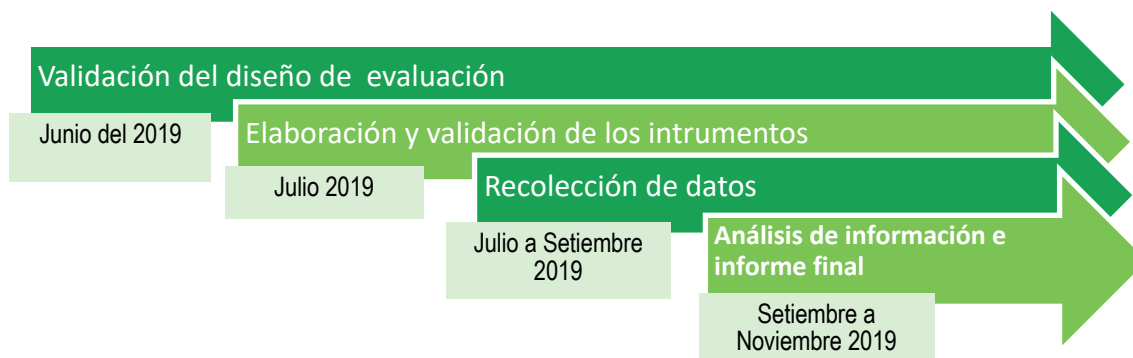 Validación del diseño de evaluación
Junio del 2019
Elaboración y validación de los intrumentos
Julio 2019
Recolección de datos
Julio a Setiembre
2019
Análisis de información e
informe final
Setiembre a
Noviembre 2019